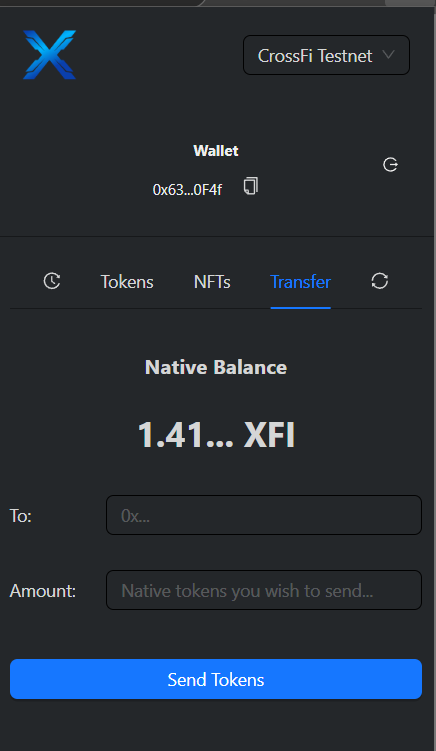 CrossFi Testnet
Wallet
0x63...0F4f
Tokens NFTs Transfer
Native Balance
1.41... XFI
To: 0x...
Amount: Native tokens you wish to send...
Send Tokens